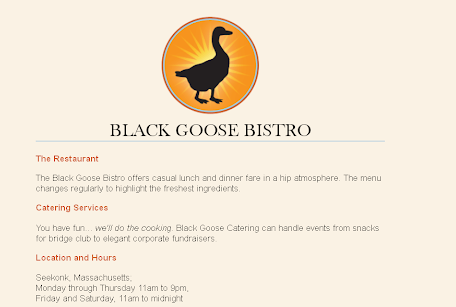 BLACK GOOSE BISTRO
The Restaurant
The Black Goose Bistro offers casual lunch and dinner fare in a hip atmosphere. The menu
changes regularly to highlight the freshest ingredients.
Catering Services
You have fun... we'll do the cooking. Black Goose Catering can handle events from snacks
for bridge club to elegant corporate fundraisers.
Location and Hours
Seekonk, Massachusetts;
Monday through Thursday 11am to 9pm,
Friday and Saturday, 11am to midnight